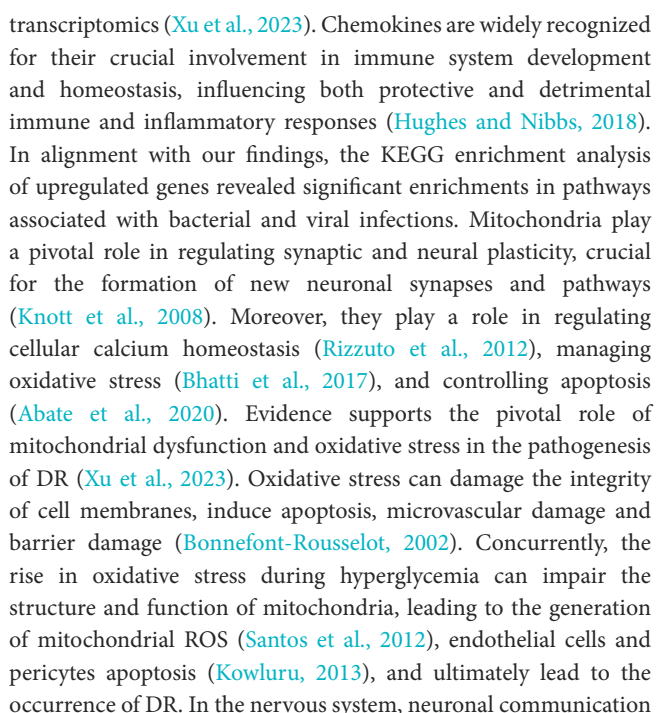 transcriptomics (Xu et al., 2023). Chemokines are widely recognized
for their crucial involvement in immune system development
and homeostasis, influencing both protective and detrimental
immune and inflammatory responses (Hughes and Nibbs, 2018).
In alignment with our findings, the KEGG enrichment analysis
of upregulated genes revealed significant enrichments in pathways
associated with bacterial and viral infections. Mitochondria play
a pivotal role in regulating synaptic and neural plasticity, crucial
for the formation of new neuronal synapses and pathways
(Knott et al., 2008). Moreover, they play a role in regulating
cellular calcium homeostasis (Rizzuto et al., 2012), managing
oxidative stress (Bhatti et al., 2017), and controlling apoptosis
(Abate et al., 2020). Evidence supports the pivotal role of
mitochondrial dysfunction and oxidative stress in the pathogenesis
of DR (Xu et al., 2023). Oxidative stress can damage the integrity
of cell membranes, induce apoptosis, microvascular damage and
barrier damage (Bonnefont-Rousselot, 2002). Concurrently, the
rise in oxidative stress during hyperglycemia can impair the
structure and function of mitochondria, leading to the generation
of mitochondrial ROS (Santos et al., 2012), endothelial cells and
pericytes apoptosis (Kowluru, 2013), and ultimately lead to the
occurrence of DR. In the nervous system, neuronal communication